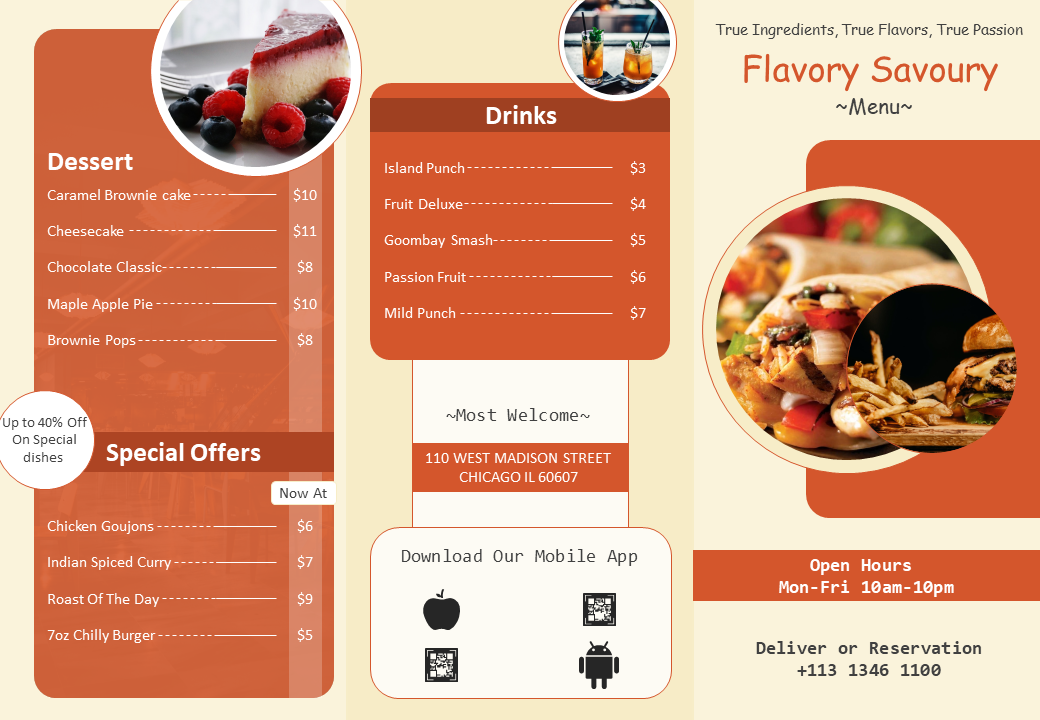 Dessert
Caramel Brownie cake $10
Cheesecake $11
Chocolate Classic $8
Maple Apple Pie $10
Brownie Pops $8
Up to 40% Off
On Special
dishes
Special Offers
Now At
Chicken Goujons $6
Indian Spiced Curry $7
Roast Of The Day $9
7oz Chilly Burger $5
Drinks
Island Punch $3
Fruit Deluxe $4
Goombay Smash $5
Passion Fruit $6
Mild Punch $7
~Most Welcome~
110 WEST MADISON STREET
CHICAGO IL 60607
Download Our Mobile App
True Ingredients, True Flavors, True Passion
Flavory Savoury
~Menu~
Open Hours
Mon-Fri 10am-10pm
Deliver or Reservation
+113 1346 1100